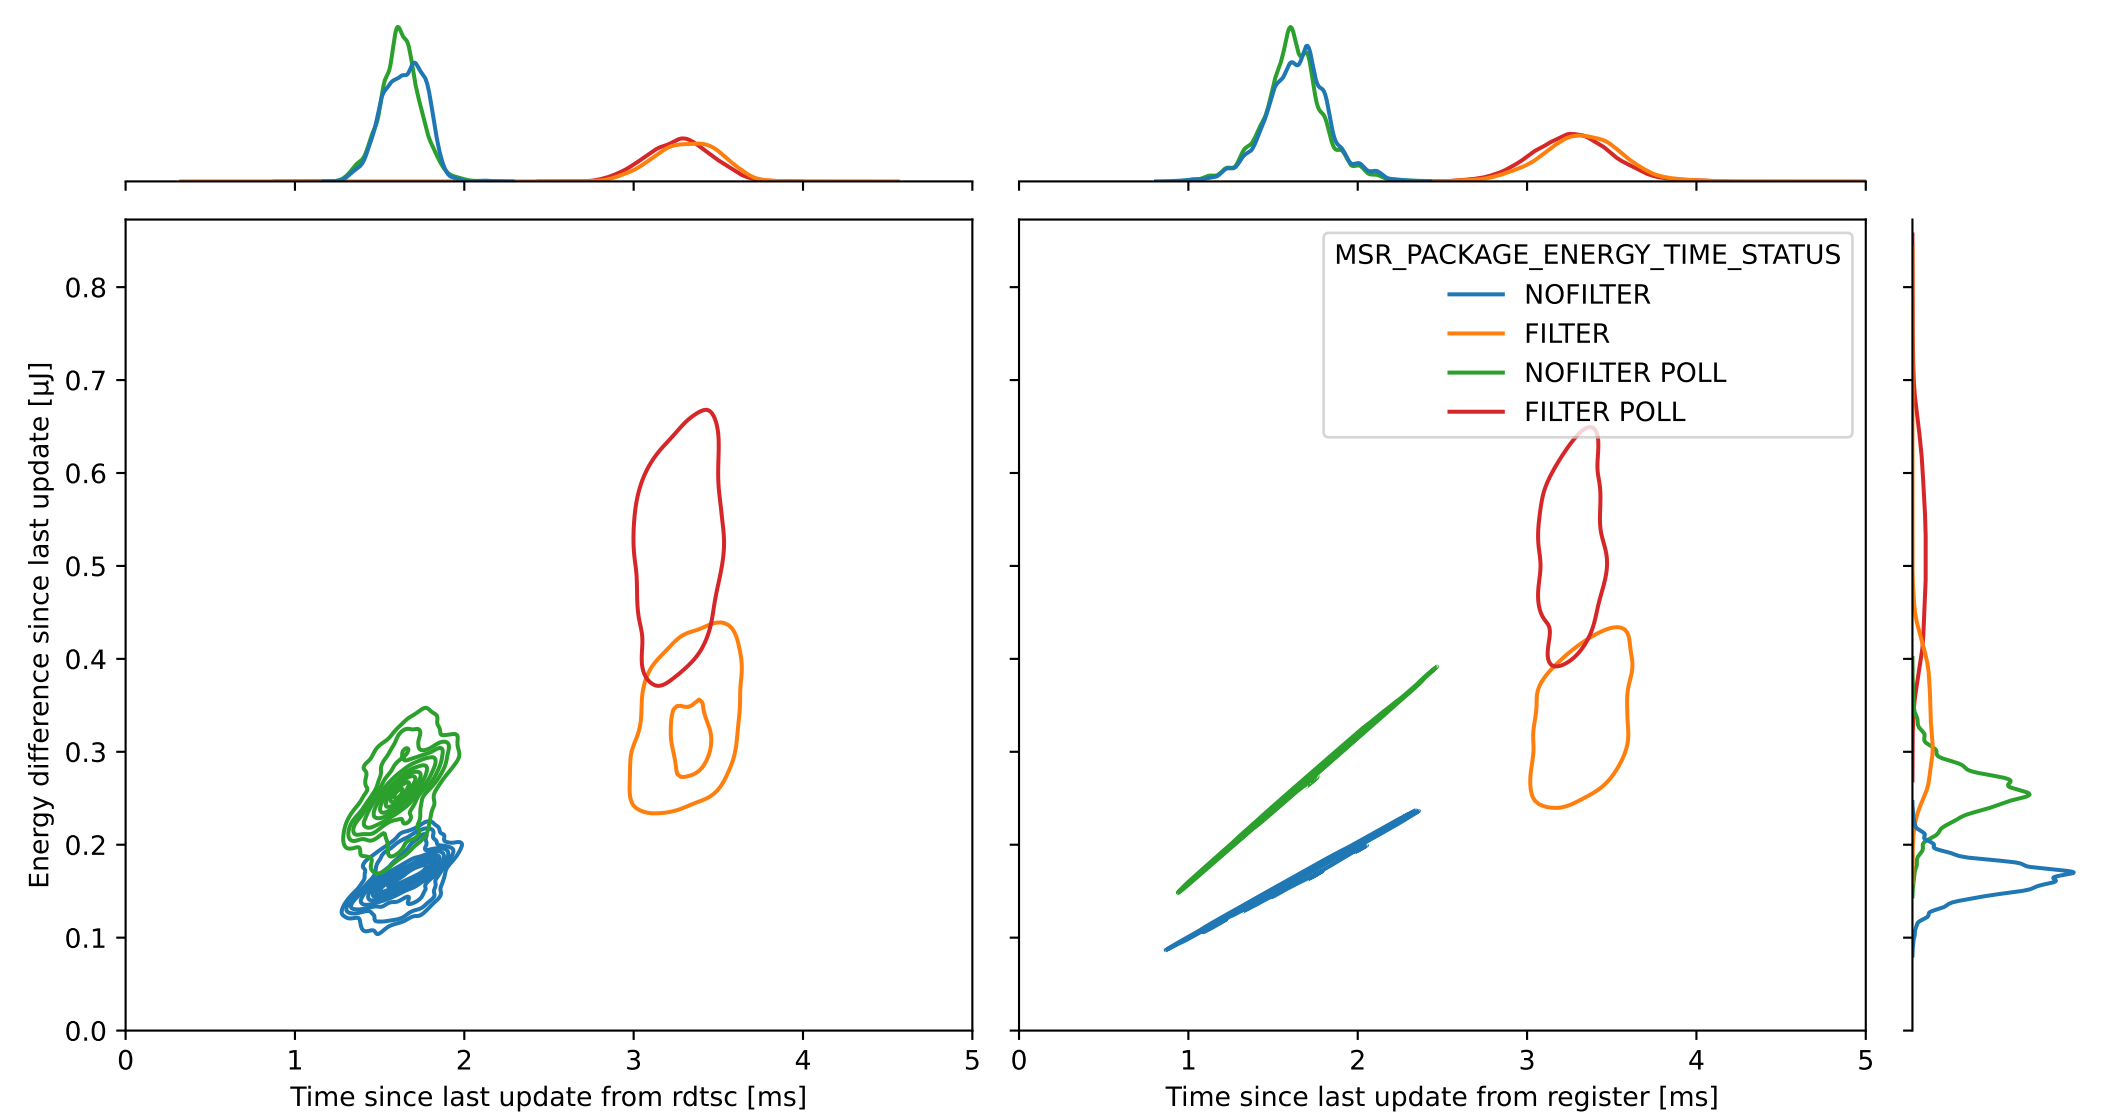 MSR_PACKAGE_ENERGY_TIME_STATUS
NOFILTER
FILTER
NOFILTER POLL
FILTER POLL
Energy difference since last update [µJ]
0.8
0.7
0.6
0.5
0.4
0.3
0.2
0.1
0.0
0 1 2 3 4 5
0 1 2 3 4 5
Time since last update from rdtsc [ms]
Time since last update from register [ms]